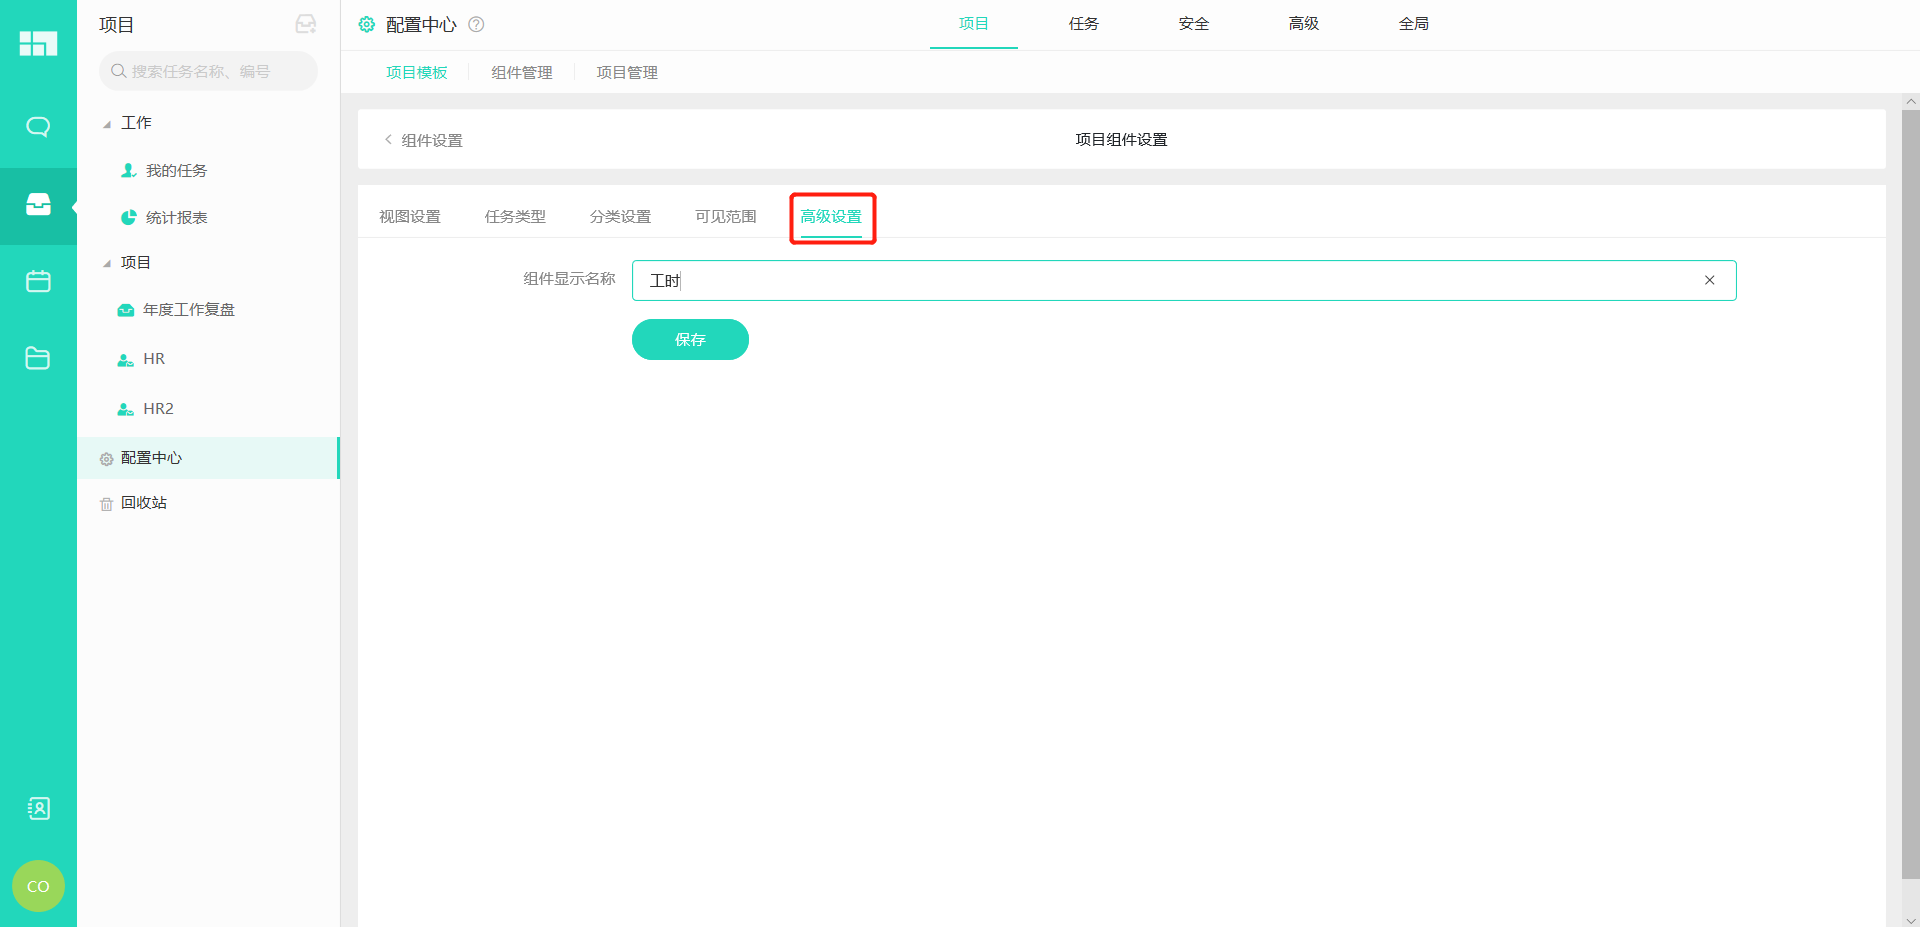 项目
搜索任务名称、编号
工作
我的任务
统计报表
项目
年度工作复盘
HR
HR2
配置中心
回收站
CO
配置中心 ?
项目 任务 安全 高级 全局
项目模板 组件管理 项目管理
< 组件设置
项目组件设置
视图设置 任务类型 分类设置 可见范围 高级设置
组件显示名称 工时
保存